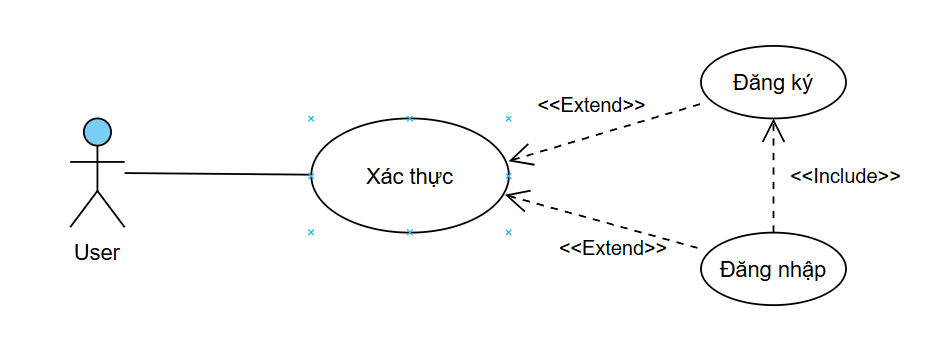 Đăng ký
<<Extend>>
Xác thực
<<Include>>
User
<<Extend>>
Đăng nhập